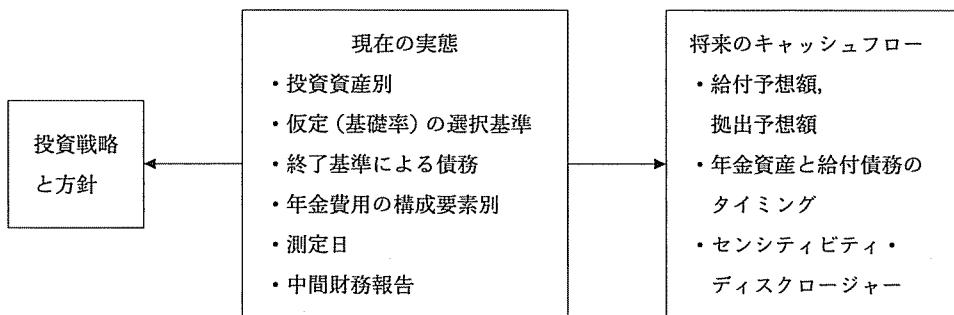 投資戦略
と方針
現在の実態
・投資資産別
・仮定(基礎率)の選択基準
・終了基準による債務
・年金費用の構成要素別
・測定日
・中間財務報告
将来のキャッシュフロー
・給付予想額,
拠出予想額
・年金資産と給付債務の
タイミング
・センシティビティ・
ディスクロージャー